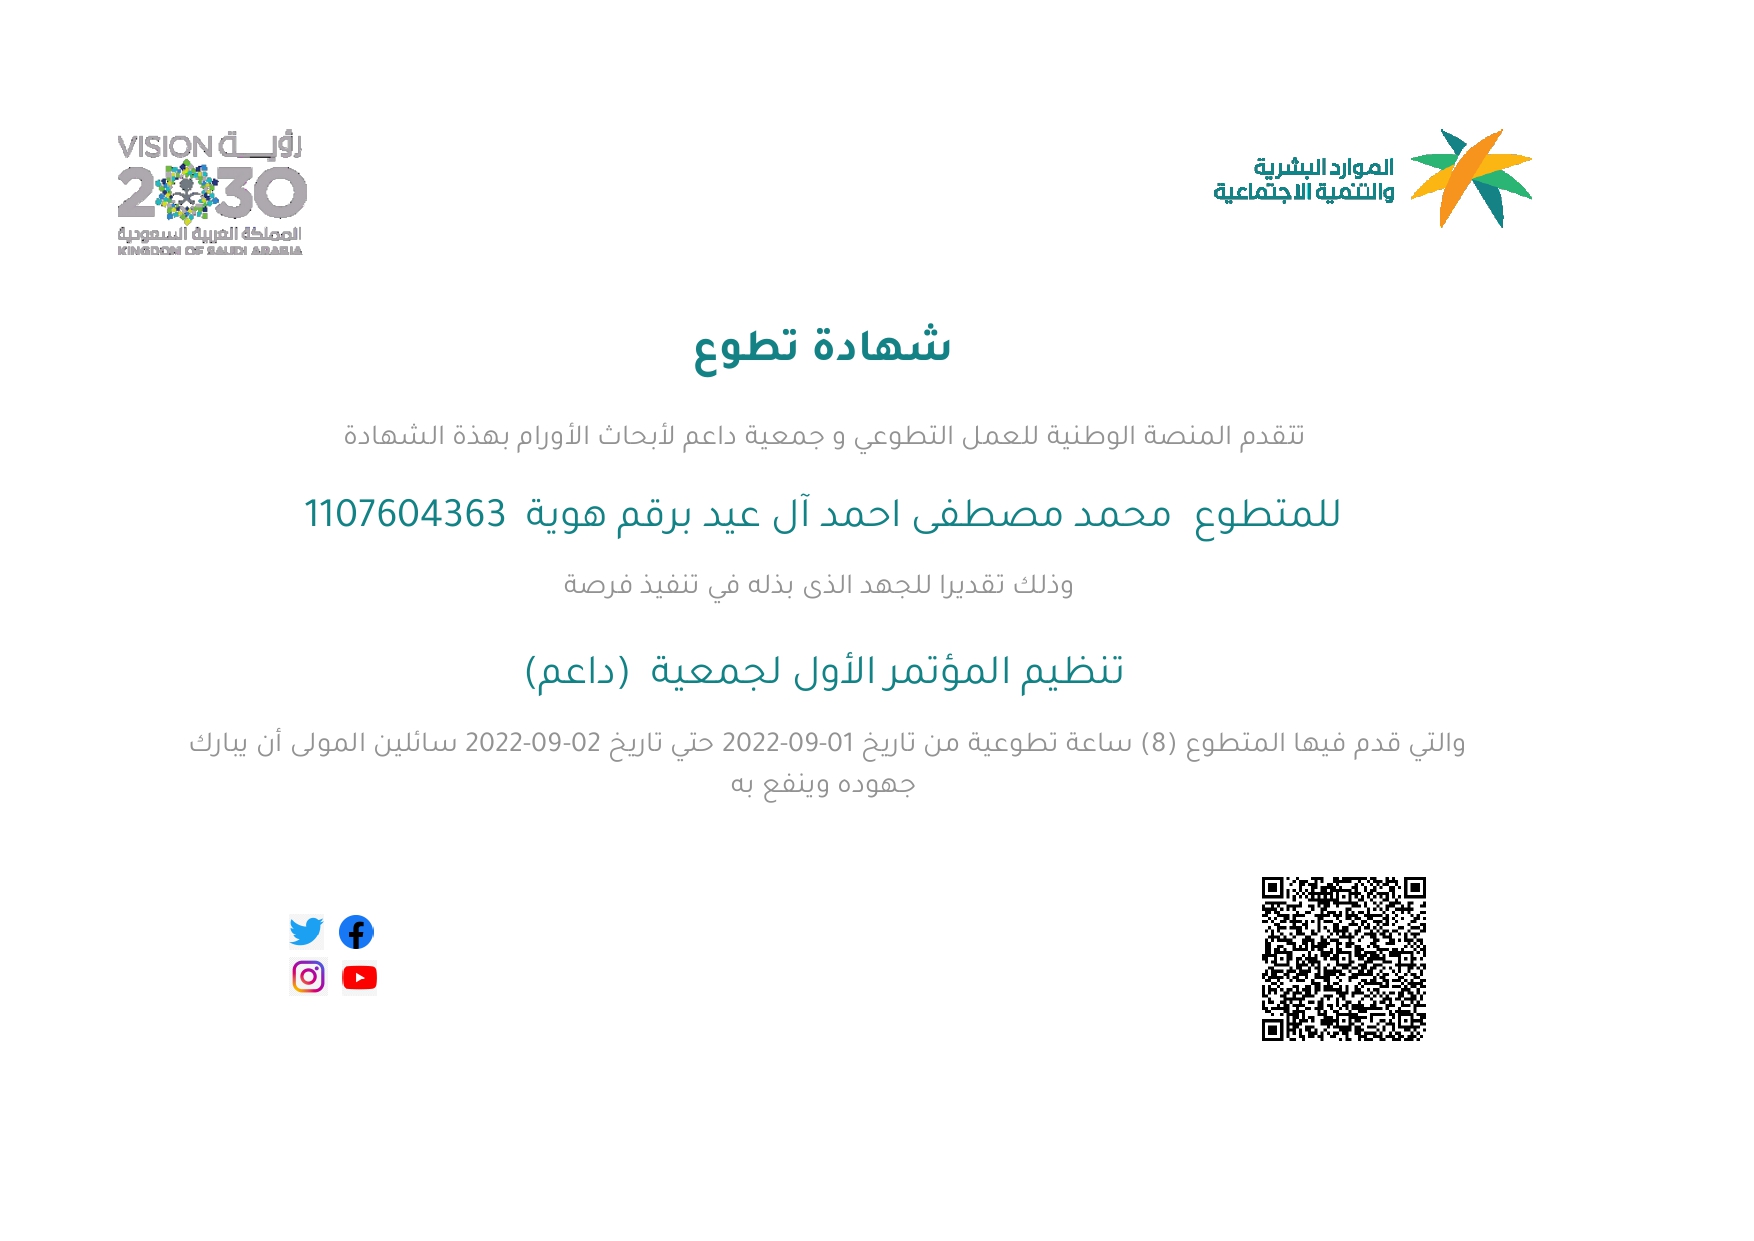 VISION رؤيــــة
2030
المملكة العربية السعودية
KINGDOM OF SAUDI ARABIA
الموارد البشرية
والتنمية الاجتماعية
شهادة تطوع
تتقدم المنصة الوطنية للعمل التطوعي و جمعية داعم لأبحاث الأورام بهذة الشهادة
للمتطوع محمد مصطفى احمد آل عيد برقم هوية 1107604363
وذلك تقديرا للجهد الذى بذله في تنفيذ فرصة
تنظيم المؤتمر الأول لجمعية (داعم)
والتي قدم فيها المتطوع (8) ساعة تطوعية من تاريخ 01-09-2022 حتي تاريخ 02-09-2022 سائلين المولى أن يبارك
جهوده وينفع به